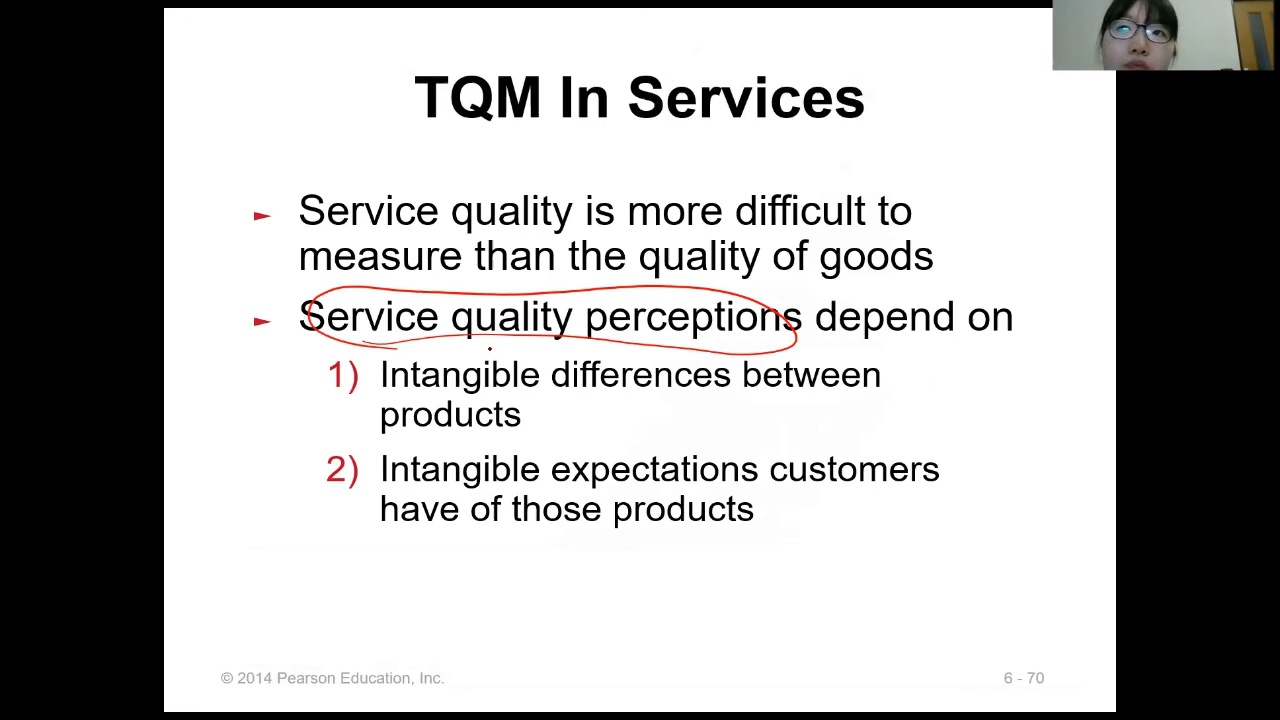 TQM In Services
► Service quality is more difficult to
measure than the quality of goods
► Service quality perceptions depend on
1) Intangible differences between
products
2) Intangible expectations customers
have of those products
© 2014 Pearson Education, Inc.
6 - 70